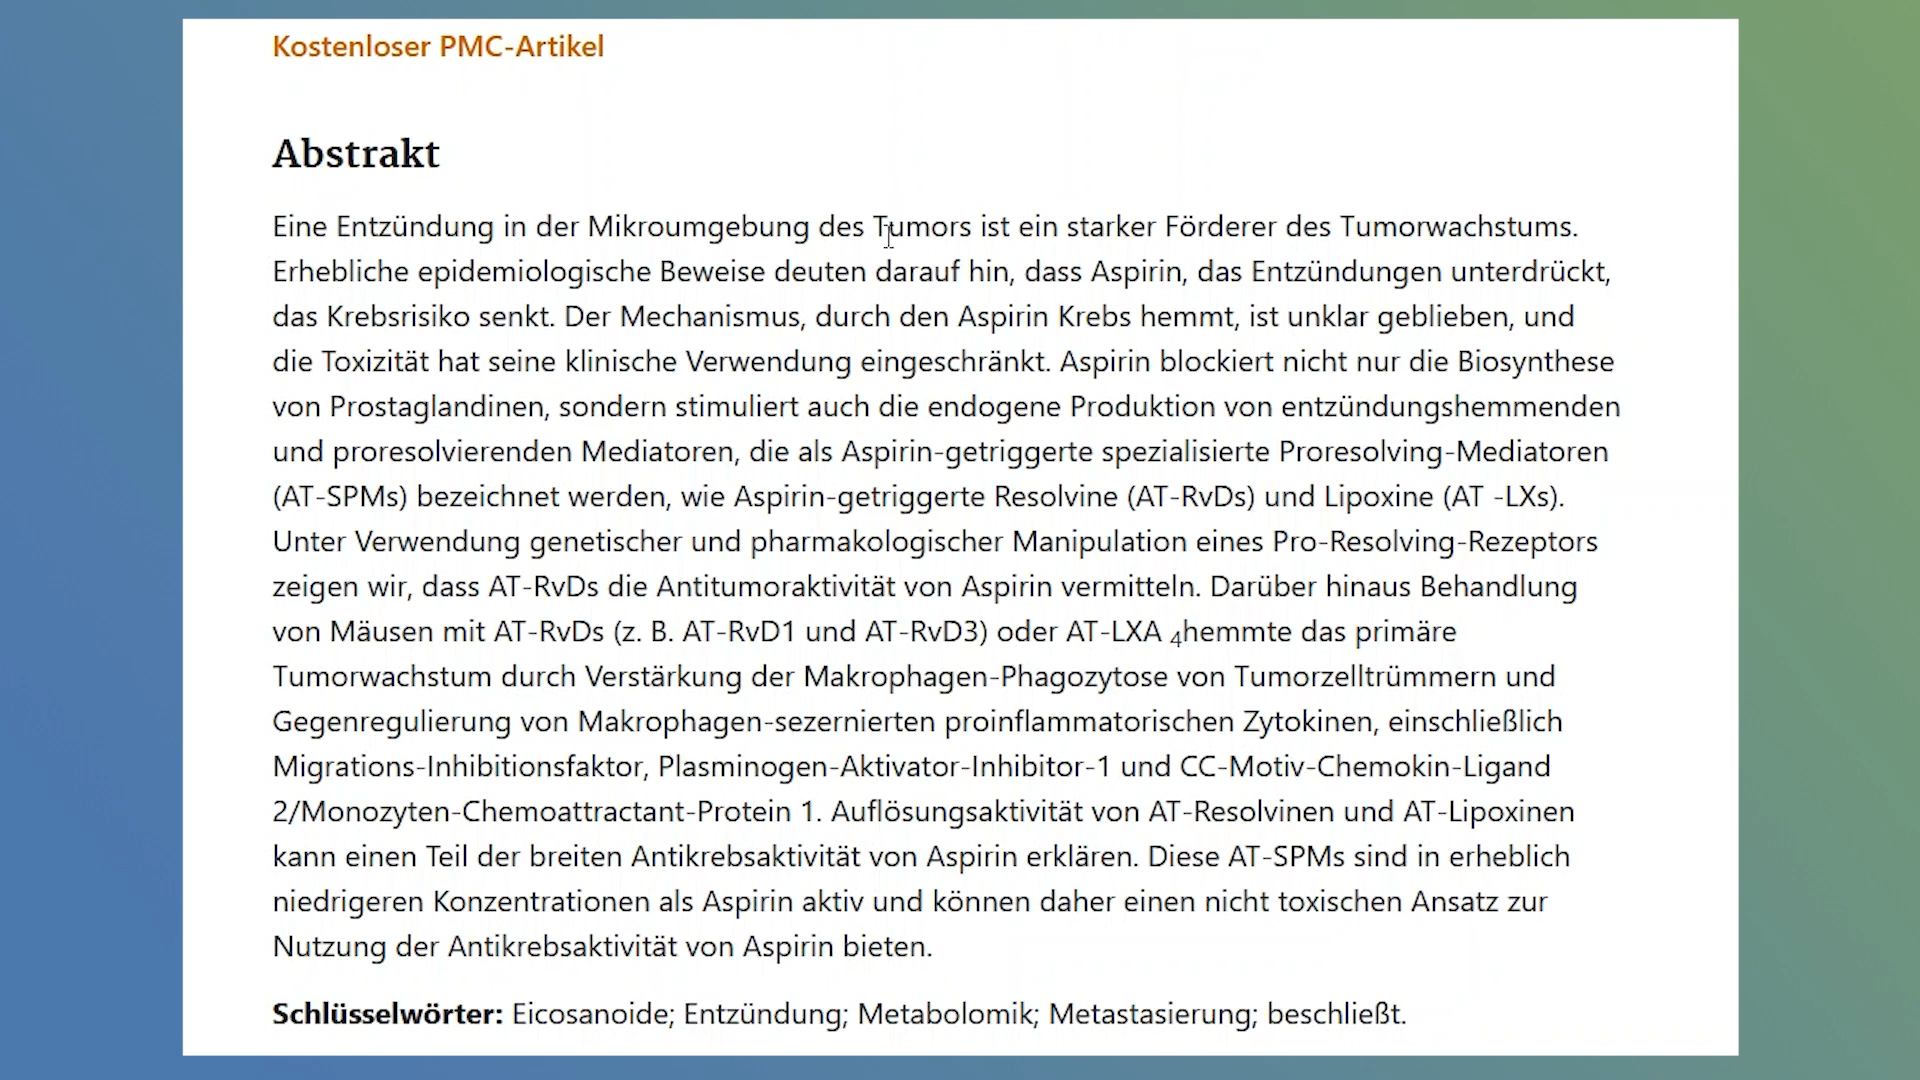 Kostenloser PMC-Artikel
Abstrakt
Eine Entzündung in der Mikroumgebung des Tumors ist ein starker Förderer des Tumorwachstums.
Erhebliche epidemiologische Beweise deuten darauf hin, dass Aspirin, das Entzündungen unterdrückt,
das Krebsrisiko senkt. Der Mechanismus, durch den Aspirin Krebs hemmt, ist unklar geblieben, und
die Toxizität hat seine klinische Verwendung eingeschränkt. Aspirin blockiert nicht nur die Biosynthese
von Prostaglandinen, sondern stimuliert auch die endogene Produktion von entzündungshemmenden
und proresolvierenden Mediatoren, die als Aspirin-getriggerte spezialisierte Proresolving-Mediatoren
(AT-SPMs) bezeichnet werden, wie Aspirin-getriggerte Resolvine (AT-RvDs) und Lipoxine (AT -LXs).
Unter Verwendung genetischer und pharmakologischer Manipulation eines Pro-Resolving-Rezeptors
zeigen wir, dass AT-RvDs die Antitumoraktivität von Aspirin vermitteln. Darüber hinaus Behandlung
von Mäusen mit AT-RvDs (z. B. AT-RvD1 und AT-RvD3) oder AT-LXA ₄hemmte das primäre
Tumorwachstum durch Verstärkung der Makrophagen-Phagozytose von Tumorzelltrümmern und
Gegenregulierung von Makrophagen-sezernierten proinflammatorischen Zytokinen, einschließlich
Migrations-Inhibitionsfaktor, Plasminogen-Aktivator-Inhibitor-1 und CC-Motiv-Chemokin-Ligand
2/Monozyten-Chemoattractant-Protein 1. Auflösungsaktivität von AT-Resolvinen und AT-Lipoxinen
kann einen Teil der breiten Antikrebsaktivität von Aspirin erklären. Diese AT-SPMs sind in erheblich
niedrigeren Konzentrationen als Aspirin aktiv und können daher einen nicht toxischen Ansatz zur
Nutzung der Antikrebsaktivität von Aspirin bieten.
Schlüsselwörter: Eicosanoide; Entzündung; Metabolomik; Metastasierung; beschließt.